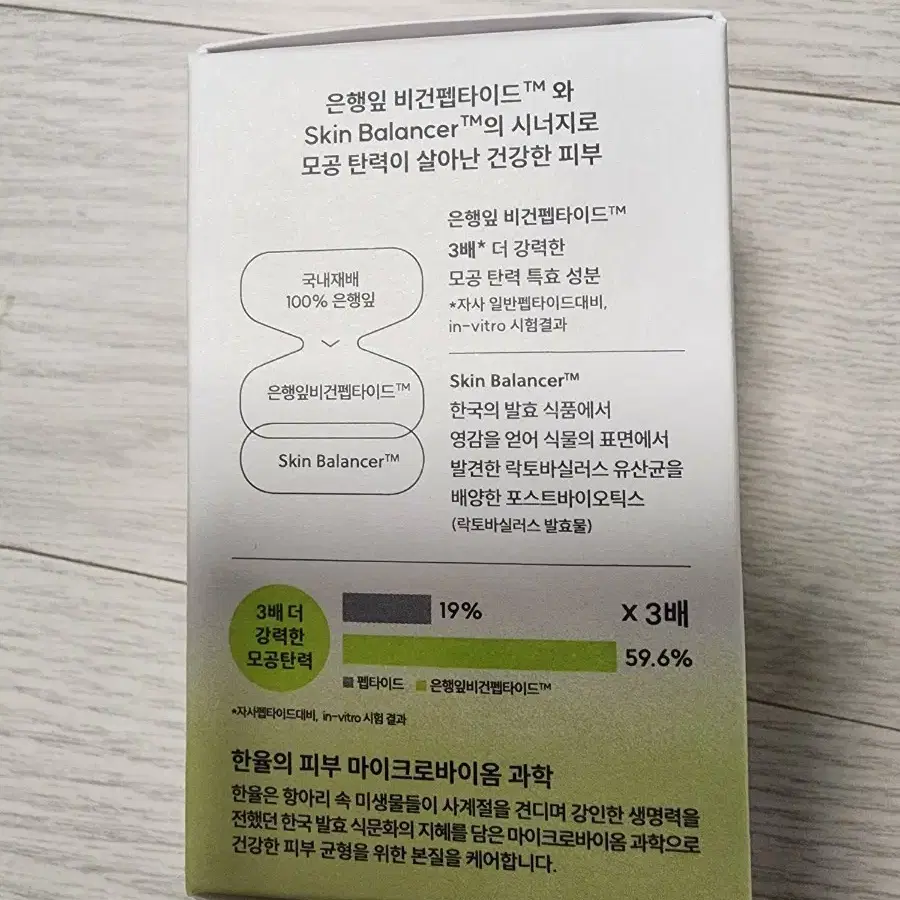 은행잎 비건펩타이드™ 와
Skin Balancer™의 시너지로
모공 탄력이 살아난 건강한 피부
국내재배
100% 은행잎
은행잎비건펩타이드™
Skin Balancer™
은행잎 비건펩타이드™
3배* 더 강력한
모공 탄력 특효 성분
*자사 일반펩타이드대비,
in-vitro 시험결과
Skin Balancer™
한국의 발효 식품에서
영감을 얻어 식물의 표면에서
발견한 락토바실러스 유산균을
배양한 포스트바이오틱스
(락토바실러스 발효물)
3배 더
강력한
모공탄력
19%
x 3배
59.6%
펩타이드 은행잎비건펩타이드™
*자사펩타이드대비, in-vitro 시험 결과
한율의 피부 마이크로바이옴 과학
한율은 항아리 속 미생물들이 사계절을 견디며 강인한 생명력을
전했던 한국 발효 식문화의 지혜를 담은 마이크로바이옴 과학으로
건강한 피부 균형을 위한 본질을 케어합니다.